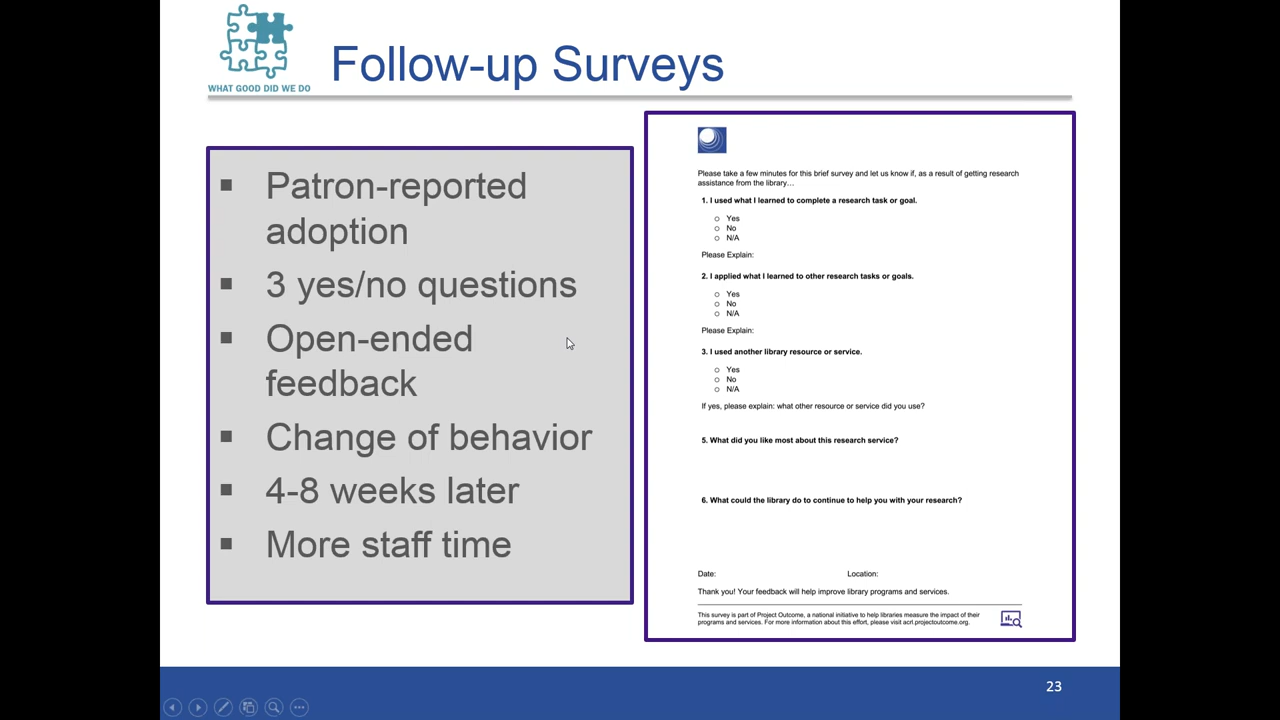 WHAT GOOD DID WE DO
Follow-up Surveys
▪ Patron-reported
adoption
▪ 3 yes/no questions
▪ Open-ended
feedback
▪ Change of behavior
▪ 4-8 weeks later
▪ More staff time
Please take a few minutes for this brief survey and let us know if, as a result of getting research
assistance from the library…
1. I used what I learned to complete a research task or goal.
○ Yes
○ No
○ N/A
Please Explain:
2. I applied what I learned to other research tasks or goals.
○ Yes
○ No
○ N/A
Please Explain:
3. I used another library resource or service.
○ Yes
○ No
○ N/A
If yes, please explain: what other resource or service did you use?
5. What did you like most about this research service?
6. What could the library do to continue to help you with your research?
Date: Location:
Thank you! Your feedback will help improve library programs and services.
This survey is part of Project Outcome, a national initiative to help libraries measure the impact of their
programs and services. For more information about this effort, please visit acrl.projectoutcome.org.
23